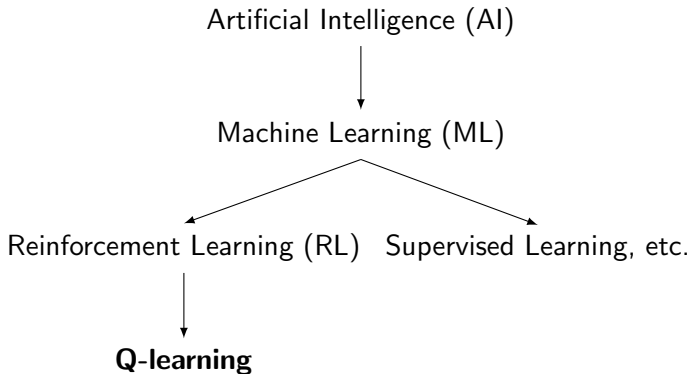 Artificial Intelligence (AI)
Machine Learning (ML)
Reinforcement Learning (RL) Supervised Learning, etc.
Q-learning